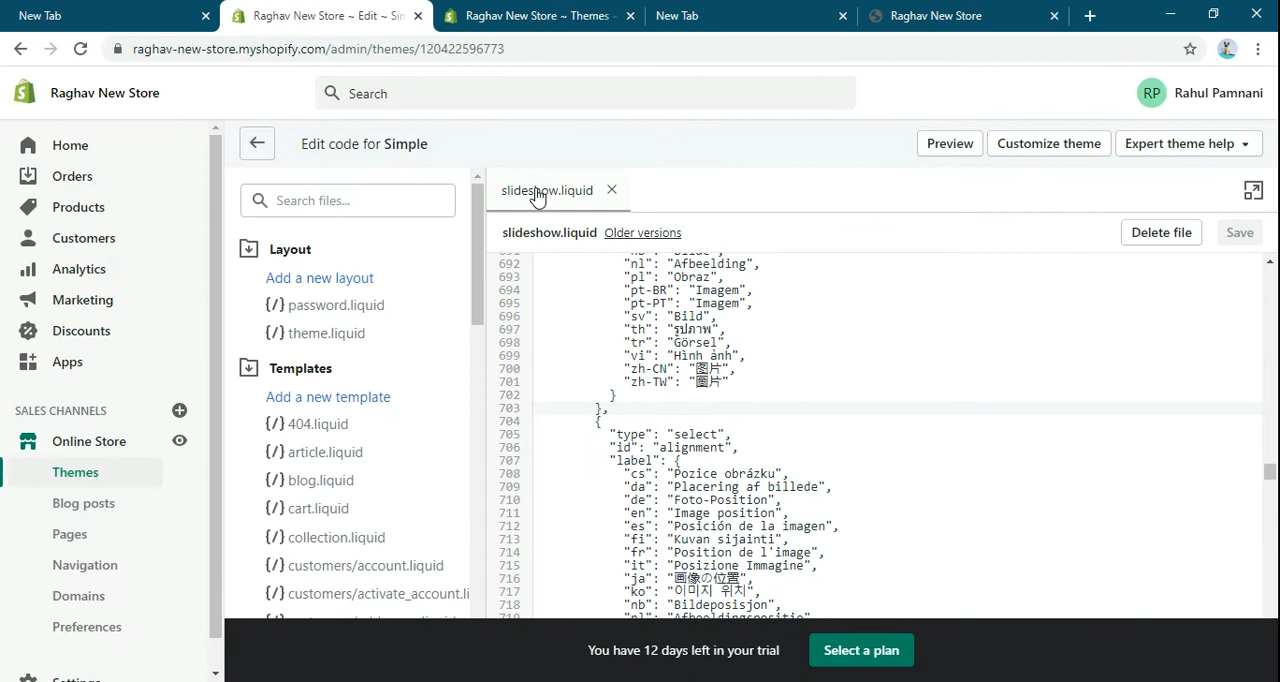 New Tab
Raghav New Store ~ Edit ~ Sin
Raghav New Store ~ Themes
New Tab
Raghav New Store
raghav-new-store.myshopify.com/admin/themes/120422596773
Raghav New Store
Search
RP
Rahul Pamnani
Home
Orders
Products
Customers
Analytics
Marketing
Discounts
Apps
SALES CHANNELS
Online Store
Themes
Blog posts
Pages
Navigation
Domains
Preferences
Settings
Edit code for Simple
Preview
Customize theme
Expert theme help
Search files...
Layout
Add a new layout
{/} password.liquid
{/} theme.liquid
Templates
Add a new template
{/} 404.liquid
{/} article.liquid
{/} blog.liquid
{/} cart.liquid
{/} collection.liquid
{/} customers/account.liquid
{/} customers/activate_account.li
slideshow.liquid
slideshow.liquid Older versions
Delete file
Save
691 "nb": "Bilde",
692 "nl": "Afbeelding",
693 "pl": "Obraz",
694 "pt-BR": "Imagem",
695 "pt-PT": "Imagem",
696 "sv": "Bild",
697 "th": "รูปภาพ",
698 "tr": "Görsel",
699 "vi": "Hình ảnh",
700 "zh-CN": "图片",
701 "zh-TW": "圖片"
702 }
703 },
704 {
705 "type": "select",
706 "id": "alignment",
707 "label": {
708 "cs": "Pozice obrázku",
709 "da": "Placering af billede",
710 "de": "Foto-Position",
711 "en": "Image position",
712 "es": "Posición de la imagen",
713 "fi": "Kuvan sijainti",
714 "fr": "Position de l'image",
715 "it": "Posizione Immagine",
716 "ja": "画像の位置",
717 "ko": "이미지 위치",
718 "nb": "Bildeposisjon",
719 "nl": "Afbeeldingspositie"
You have 12 days left in your trial
Select a plan